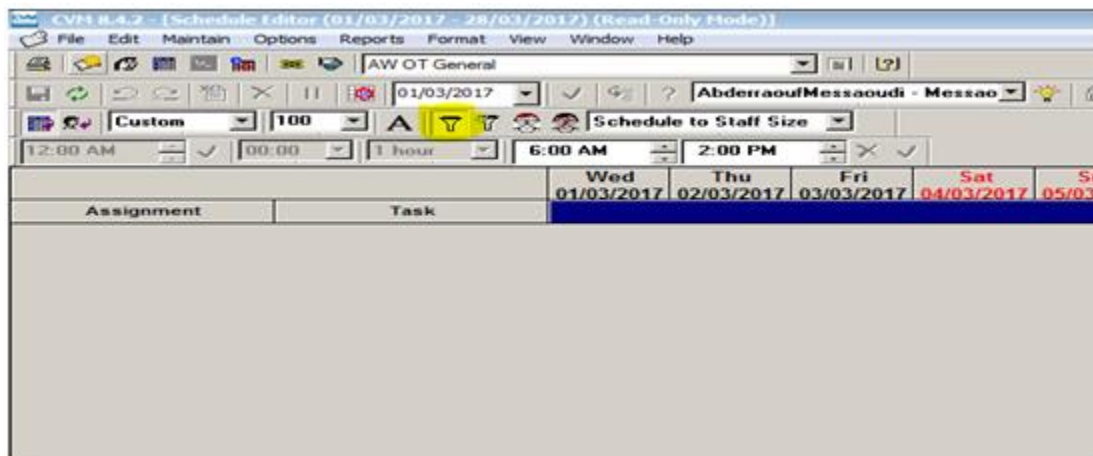 CVM 8.4.2 - [Schedule Editor (01/03/2017 - 28/03/2017) (Read-Only Mode)]
File Edit Maintain Options Reports Format View Window Help
AW OT General
01/03/2017 ? AbderraoufMessaoudi - Messao
Custom 100 A Schedule to Staff Size
12:00 AM 00:00 1 hour 6:00 AM 2:00 PM
Wed Thu Fri Sat S
01/03/2017 02/03/2017 03/03/2017 04/03/2017 05/03
Assignment Task